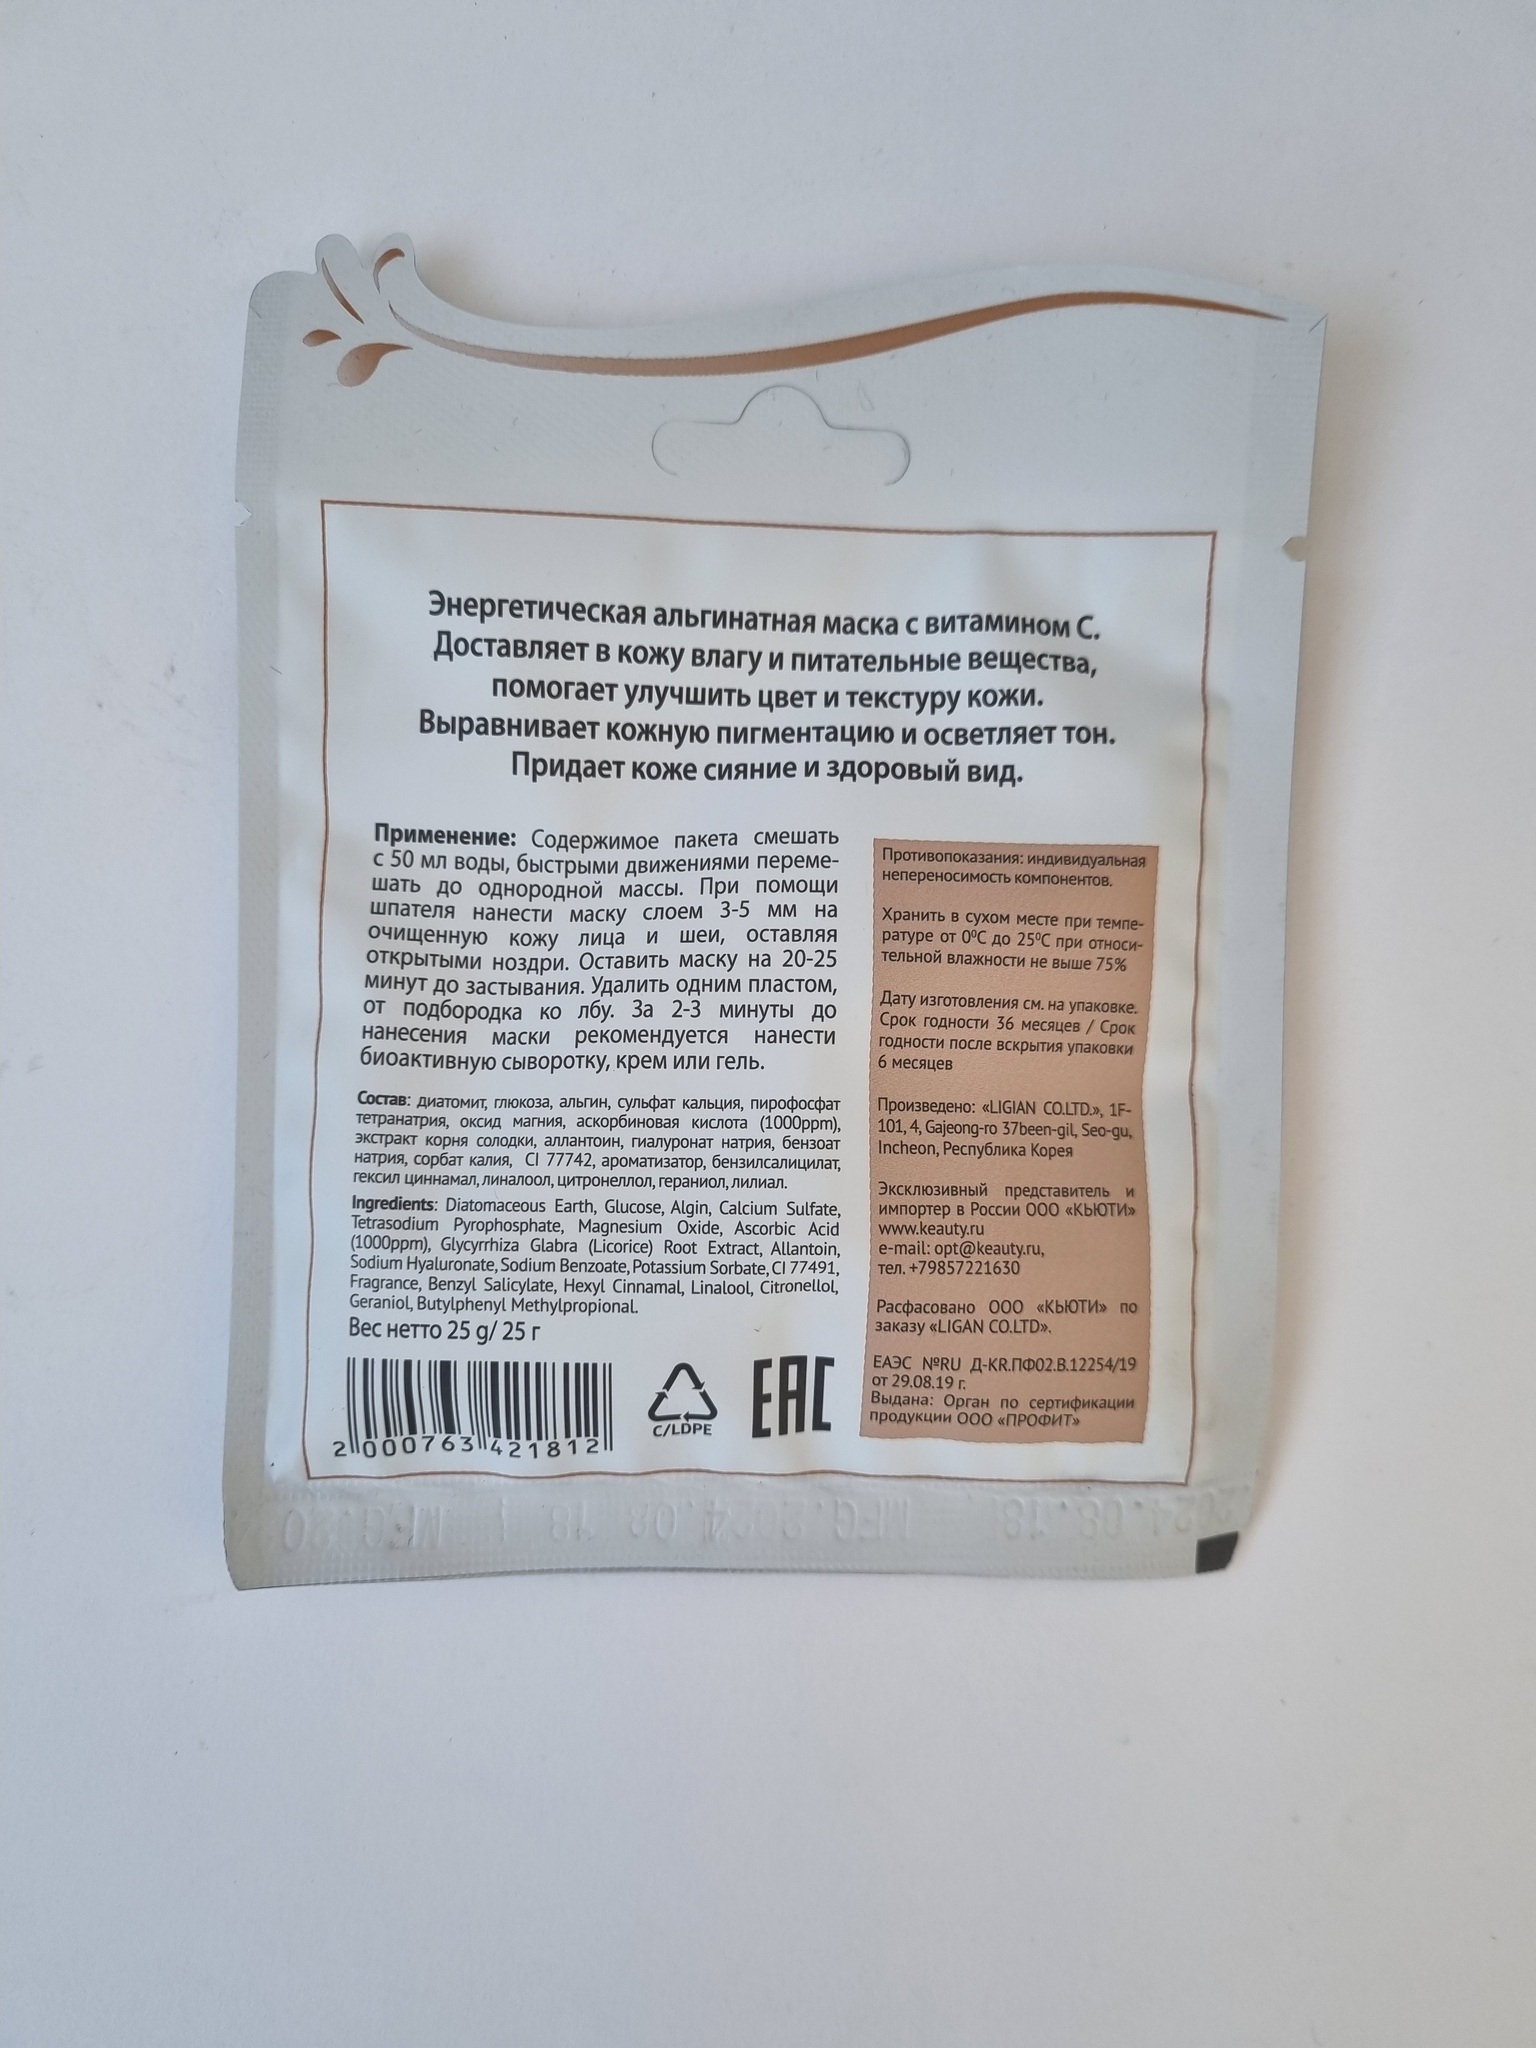 Энергетическая альгинатная маска с витамином С.
Доставляет в кожу влагу и питательные вещества,
помогает улучшить цвет и текстуру кожи.
Выравнивает кожную пигментацию и осветляет тон.
Придает коже сияние и здоровый вид.
Применение: Содержимое пакета смешать
с 50 мл воды, быстрыми движениями переме-
шать до однородной массы. При помощи
шпателя нанести маску слоем 3-5 мм на
очищенную кожу лица и шеи, оставляя
открытыми ноздри. Оставить маску на 20-25
минут до застывания. Удалить одним пластом,
от подбородка ко лбу. За 2-3 минуты до
нанесения маски рекомендуется нанести
биоактивную сыворотку, крем или гель.
Состав: диатомит, глюкоза, альгин, сульфат кальция, пирофосфат
тетранатрия, оксид магния, аскорбиновая кислота (1000ppm),
экстракт корня солодки, аллантоин, гиалуронат натрия, бензоат
натрия, сорбат калия, CI 77742, ароматизатор, бензилсалицилат,
гексил циннамал, линалоол, цитронеллол, гераниол, лилиал.
Ingredients: Diatomaceous Earth, Glucose, Algin, Calcium Sulfate,
Tetrasodium Pyrophosphate, Magnesium Oxide, Ascorbic Acid
(1000ppm), Glycyrrhiza Glabra (Licorice) Root Extract, Allantoin,
Sodium Hyaluronate, Sodium Benzoate, Potassium Sorbate, CI 77491,
Fragrance, Benzyl Salicylate, Hexyl Cinnamal, Linalool, Citronellol,
Geraniol, Butylphenyl Methylpropional.
Вес нетто 25 g/ 25 г
2 000763 421812
C/LDPE
EAC
Противопоказания: индивидуальная
непереносимость компонентов.
Хранить в сухом месте при темпе-
ратуре от 0⁰С до 25⁰С при относи-
тельной влажности не выше 75%
Дату изготовления см. на упаковке.
Срок годности 36 месяцев / Срок
годности после вскрытия упаковки
6 месяцев
Произведено: «LIGIAN CO.LTD.», 1F-
101, 4, Gajeong-ro 37been-gil, Seo-gu,
Incheon, Республика Корея
Эксклюзивный представитель и
импортер в России ООО «КЬЮТИ»
www.keauty.ru
e-mail: opt@keauty.ru,
тел. +79857221630
Расфасовано ООО «КЬЮТИ» по
заказу «LIGAN CO.LTD».
ЕАЭС №RU Д-KR.ПФ02.В.12254/19
от 29.08.19 г.
Выдана: Орган по сертификации
продукции ООО «ПРОФИТ»
MFG.20 MFG.2024.08.18 2024.08.18